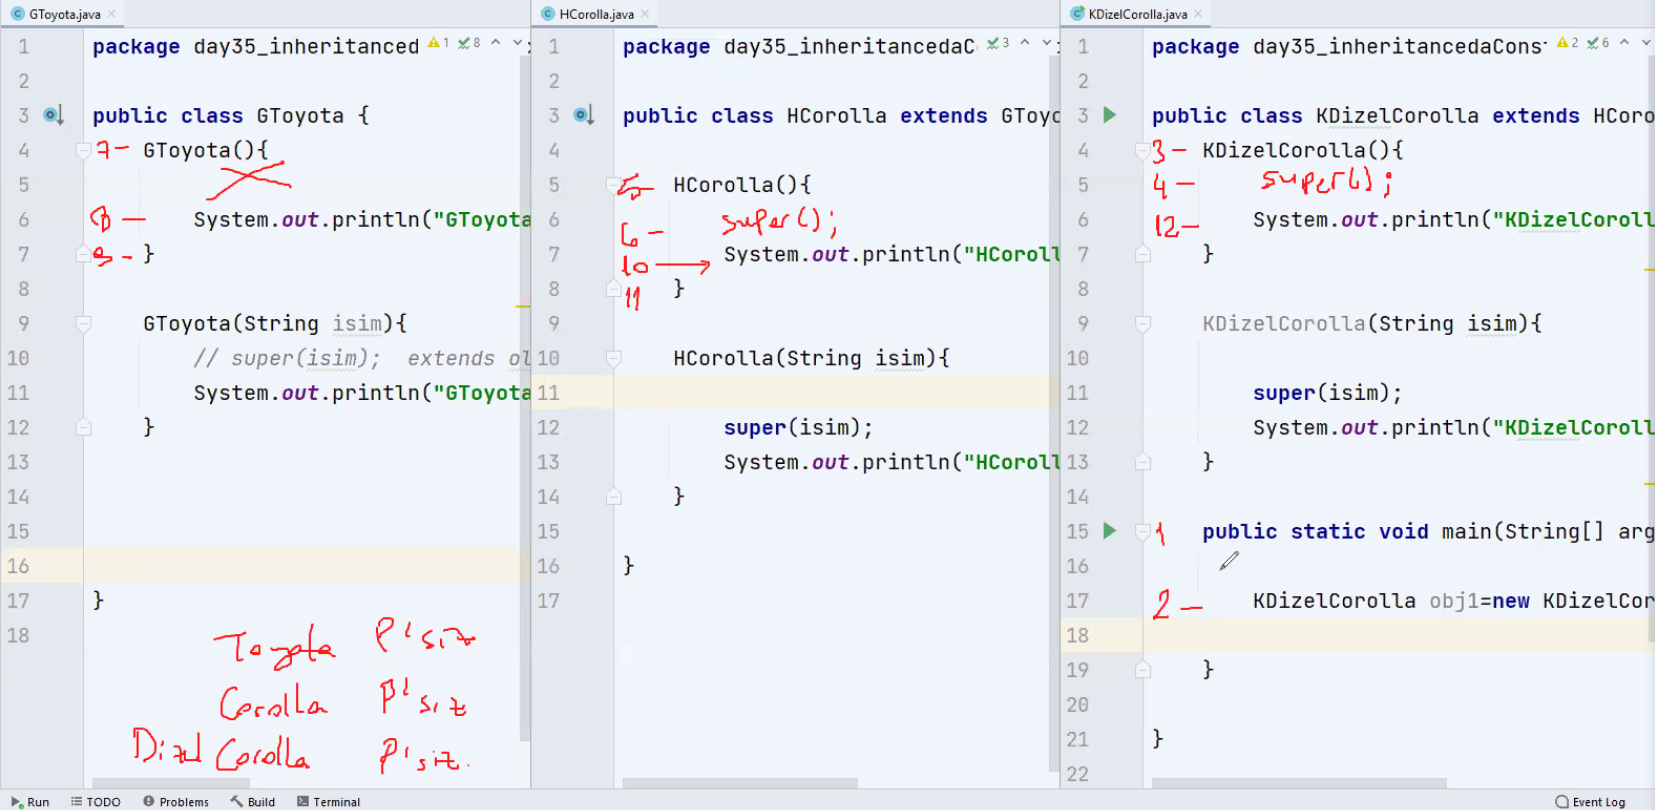 GToyota.java
1 package day35_inheritanced 1 8
2
3 public class GToyota {
4 7- GToyota(){
5
6 8- System.out.println("GToyota
7 9- }
8
9 GToyota(String isim){
10 // super(isim); extends ol
11 System.out.println("GToyota
12 }
13
14
15
16
17 }
18
Toyota P'siz
Corolla P'siz
Dizel Corolla P'siz.
HCorolla.java
1 package day35_inheritancedaC 3
2
3 public class HCorolla extends GToyo
4
5 5- HCorolla(){
6 6- super();
7 10 System.out.println("HCoroll
8 11 }
9
10 HCorolla(String isim){
11
12 super(isim);
13 System.out.println("HCoroll
14 }
15
16 }
17
KDizelCorolla.java
1 package day35_inheritancedaCons 2 6
2
3 public class KDizelCorolla extends HCoro
4 3- KDizelCorolla(){
5 4- super();
6 12- System.out.println("KDizelCoroll
7 }
8
9 KDizelCorolla(String isim){
10
11 super(isim);
12 System.out.println("KDizelCoroll
13 }
14
15 1 public static void main(String[] arg
16
17 2- KDizelCorolla obj1=new KDizelCor
18
19 }
20
21 }
22
Run TODO Problems Build Terminal Event Log